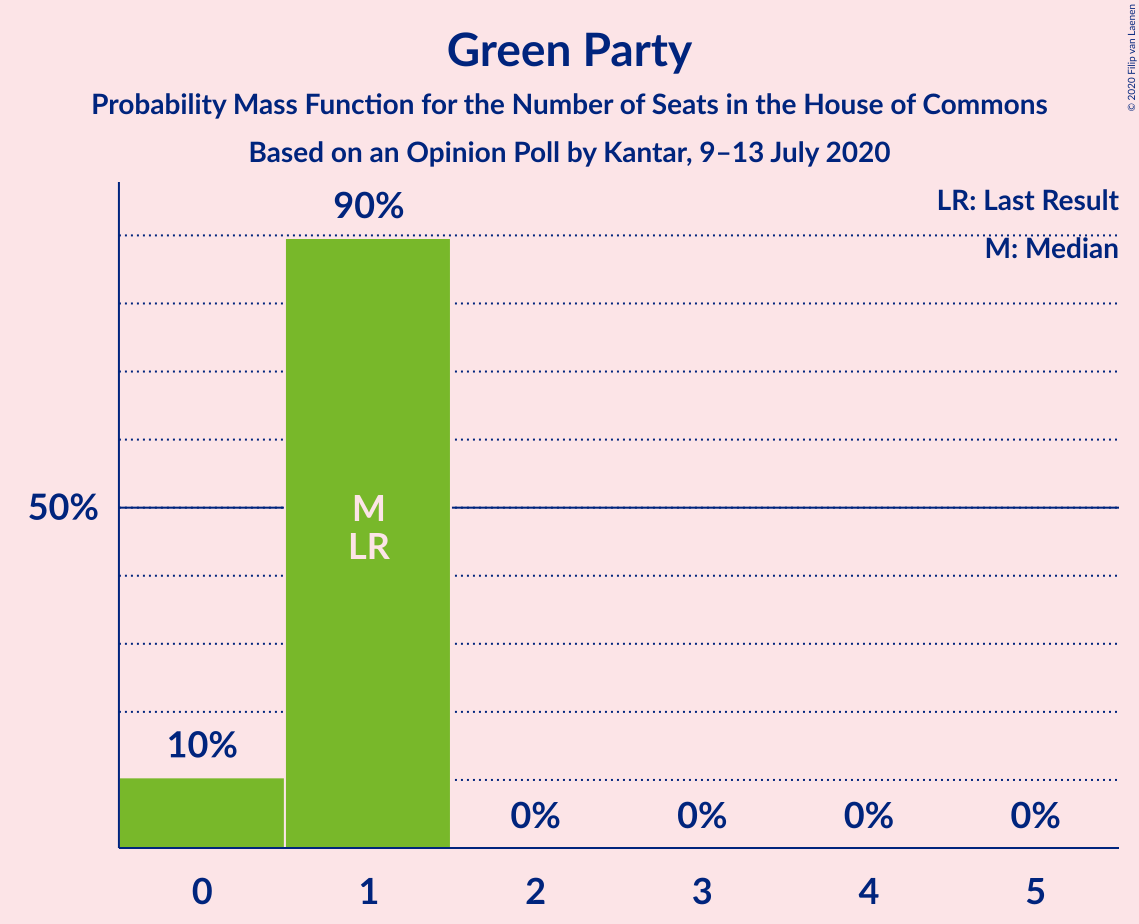 Green Party
Probability Mass Function for the Number of Seats in the House of Commons
Based on an Opinion Poll by Kantar, 9–13 July 2020
© 2020 Filip van Laenen
LR: Last Result
M: Median
90%
50%
M
LR
10%
0%
0%
0%
0%
0
1
2
3
4
5